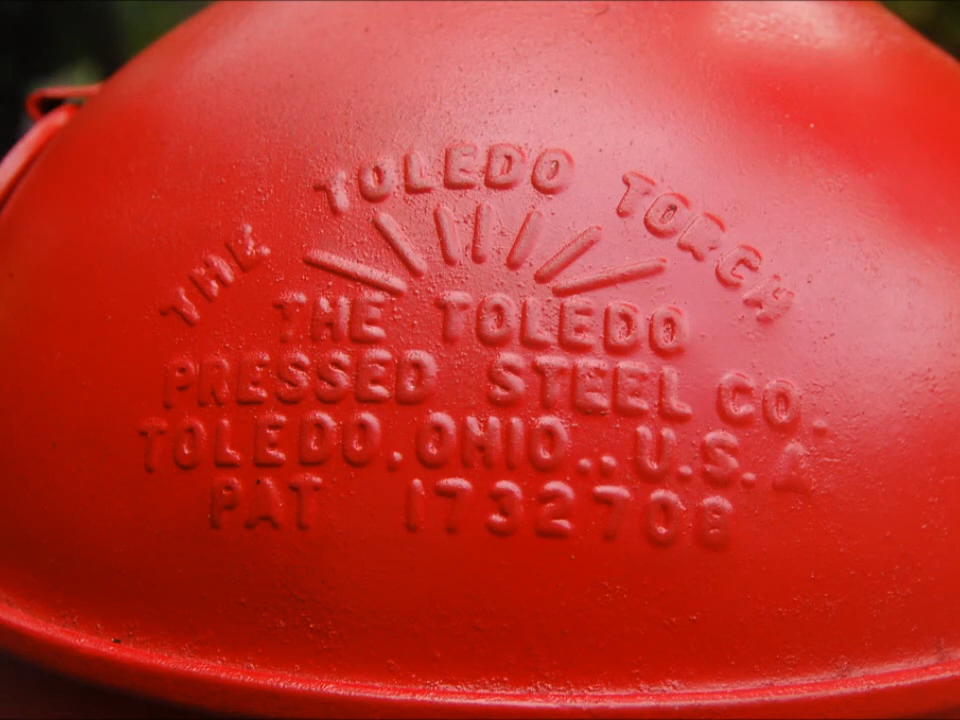 THE TOLEDO TORCH
THE TOLEDO
PRESSED STEEL CO.
TOLEDO, OHIO.. U.S.A
PAT 1732708